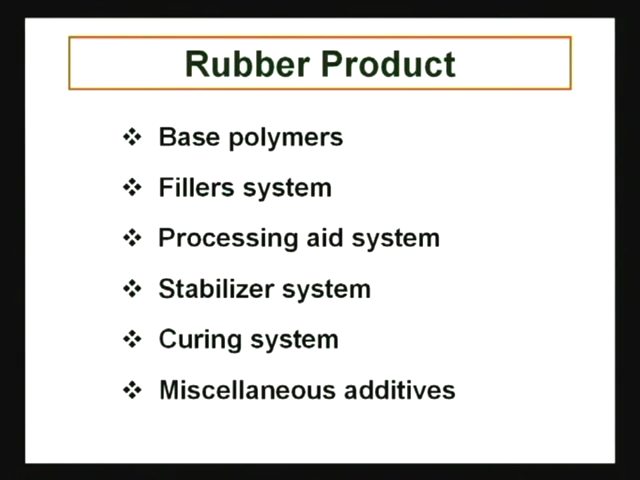 Rubber Product
❖ Base polymers
❖ Fillers system
❖ Processing aid system
❖ Stabilizer system
❖ Curing system
❖ Miscellaneous additives